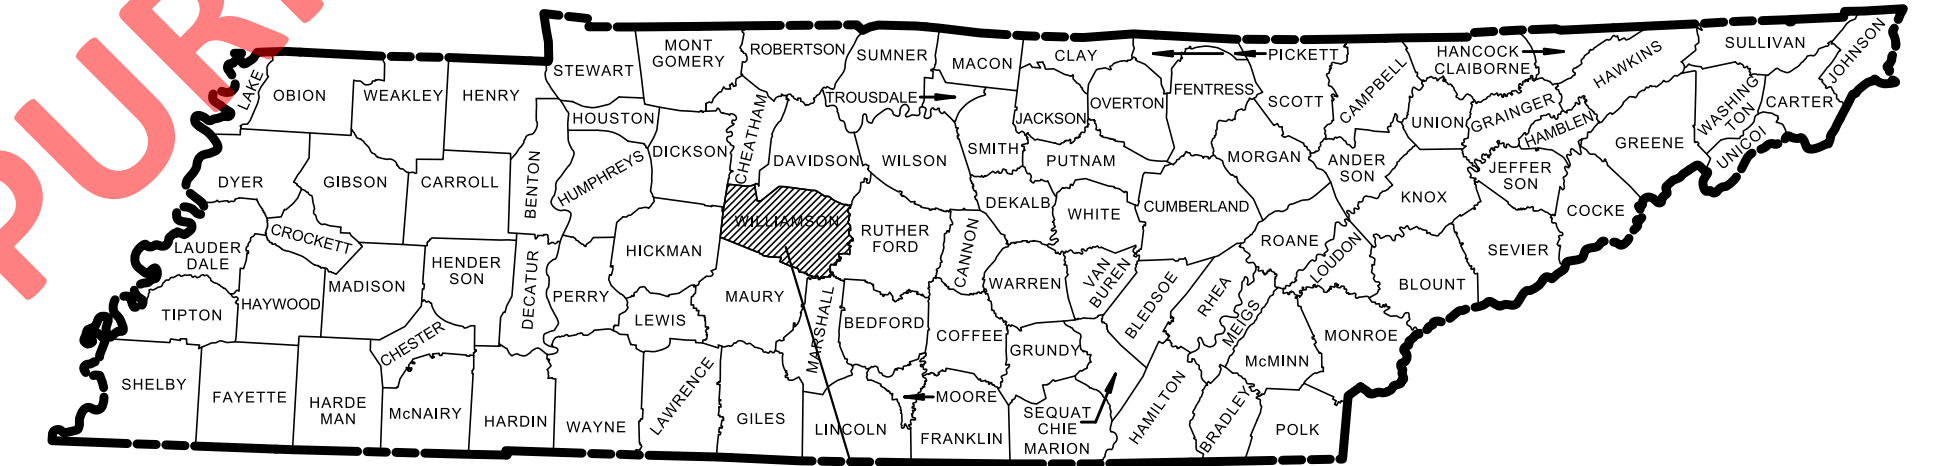 PUR
LAKE
OBION
WEAKLEY
HENRY
STEWART
MONT
GOMERY
ROBERTSON
SUMNER
MACON
CLAY
PICKETT
HANCOCK
CLAIBORNE
HAWKINS
SULLIVAN
JOHNSON
TROUSDALE
HOUSTON
CHEATHAM
JACKSON
OVERTON
FENTRESS
SCOTT
CAMPBELL
UNION
GRAINGER
HAMBLEN
WASHING
TON
CARTER
UNICOI
GREENE
DYER
GIBSON
CARROLL
BENTON
HUMPHREYS
DICKSON
DAVIDSON
WILSON
SMITH
PUTNAM
MORGAN
ANDER
SON
KNOX
JEFFER
SON
COCKE
WILLIAMSON
DEKALB
WHITE
CUMBERLAND
LAUDER
DALE
CROCKETT
MADISON
HENDER
SON
DECATUR
PERRY
HICKMAN
RUTHER
FORD
CANNON
WARREN
VAN
BUREN
BLEDSOE
RHEA
ROANE
LOUDON
BLOUNT
SEVIER
TIPTON
HAYWOOD
CHESTER
LEWIS
MAURY
MARSHALL
BEDFORD
COFFEE
GRUNDY
MEIGS
McMINN
MONROE
SHELBY
FAYETTE
HARDE
MAN
McNAIRY
HARDIN
WAYNE
LAWRENCE
GILES
LINCOLN
MOORE
FRANKLIN
SEQUAT
CHIE
MARION
HAMILTON
BRADLEY
POLK